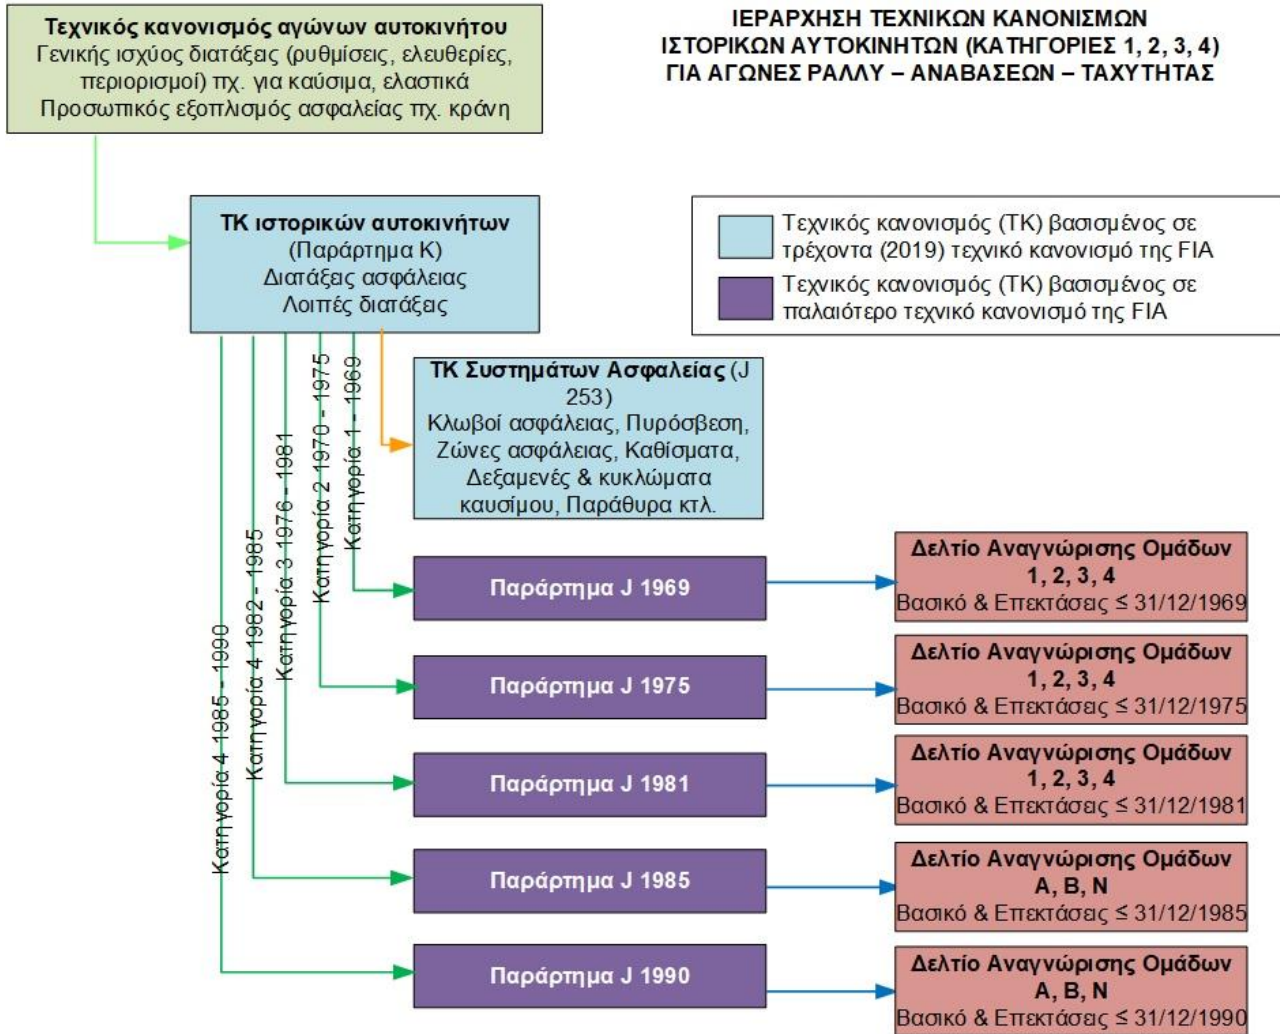 Τεχνικός κανονισμός αγώνων αυτοκινήτου
Γενικής ισχύος διατάξεις (ρυθμίσεις, ελευθερίες,
περιορισμοί) πχ. για καύσιμα, ελαστικά
Προσωπικός εξοπλισμός ασφαλείας πχ. κράνη
ΙΕΡΑΡΧΗΣΗ ΤΕΧΝΙΚΩΝ ΚΑΝΟΝΙΣΜΩΝ
ΙΣΤΟΡΙΚΩΝ ΑΥΤΟΚΙΝΗΤΩΝ (ΚΑΤΗΓΟΡΙΕΣ 1, 2, 3, 4)
ΓΙΑ ΑΓΩΝΕΣ ΡΑΛΛΥ – ΑΝΑΒΑΣΕΩΝ – ΤΑΧΥΤΗΤΑΣ
ΤΚ ιστορικών αυτοκινήτων
(Παράρτημα Κ)
Διατάξεις ασφάλειας
Λοιπές διατάξεις
Τεχνικός κανονισμός (ΤΚ) βασισμένος σε
τρέχοντα (2019) τεχνικό κανονισμό της FIA
Τεχνικός κανονισμός (ΤΚ) βασισμένος σε
παλαιότερο τεχνικό κανονισμό της FIA
ΤΚ Συστημάτων Ασφαλείας (J
253)
Κλωβοί ασφάλειας, Πυρόσβεση,
Ζώνες ασφάλειας, Καθίσματα,
Δεξαμενές & κυκλώματα
καυσίμου, Παράθυρα κτλ.
Κατηγορία 4 1985 - 1990
Κατηγορία 4 1982 - 1985
Κατηγορία 3 1976 - 1981
Κατηγορία 2 1970 - 1975
Κατηγορία 1 - 1969
Παράρτημα J 1969
Δελτίο Αναγνώρισης Ομάδων
1, 2, 3, 4
Βασικό & Επεκτάσεις ≤ 31/12/1969
Παράρτημα J 1975
Δελτίο Αναγνώρισης Ομάδων
1, 2, 3, 4
Βασικό & Επεκτάσεις ≤ 31/12/1975
Παράρτημα J 1981
Δελτίο Αναγνώρισης Ομάδων
1, 2, 3, 4
Βασικό & Επεκτάσεις ≤ 31/12/1981
Παράρτημα J 1985
Δελτίο Αναγνώρισης Ομάδων
Α, Β, Ν
Βασικό & Επεκτάσεις ≤ 31/12/1985
Παράρτημα J 1990
Δελτίο Αναγνώρισης Ομάδων
Α, Β, Ν
Βασικό & Επεκτάσεις ≤ 31/12/1990